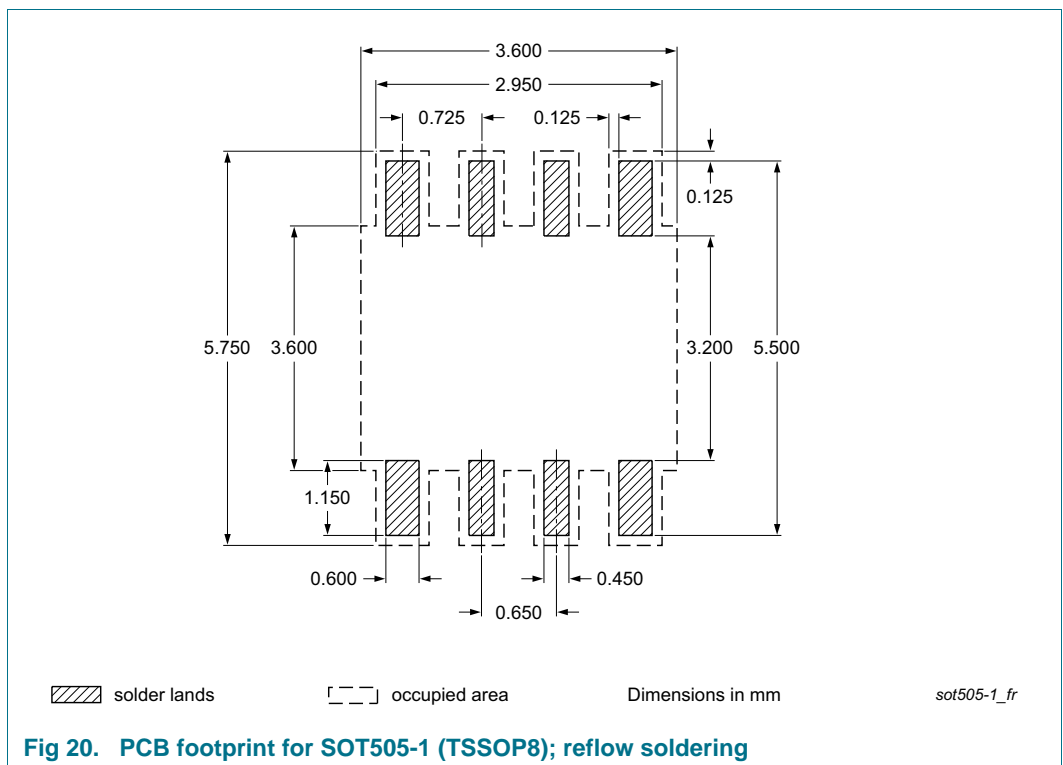 3.600
2.950
0.725
0.125
0.125
5.750
3.600
3.200
5.500
1.150
0.600
0.450
0.650
solder lands
occupied area
Dimensions in mm
sot505-1_fr
Fig 20. PCB footprint for SOT505-1 (TSSOP8); reflow soldering